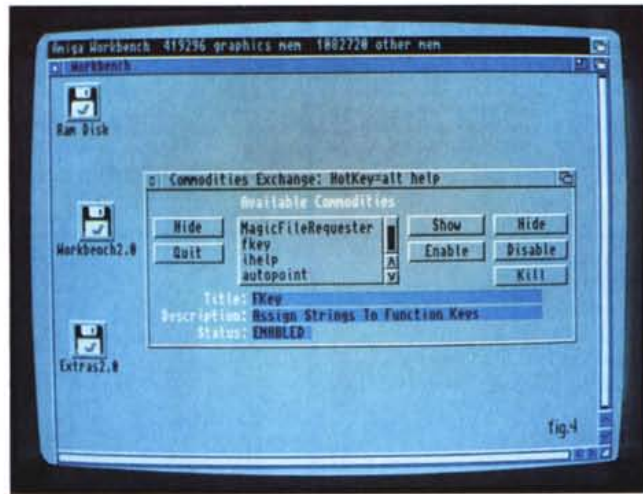 Amiga Workbench 419296 graphics mem 1082720 other mem
Workbench
Ram Disk
Commodities Exchange: HotKey=alt help
Available Commodities
Hide
Quit
MagicFileRequester
fkey
ihelp
autopoint
Show
Enable
Hide
Disable
Kill
Workbench2.0
Title: FKey
Description: Assign Strings To Function Keys
Status: ENABLED
Extras2.0
fig.4